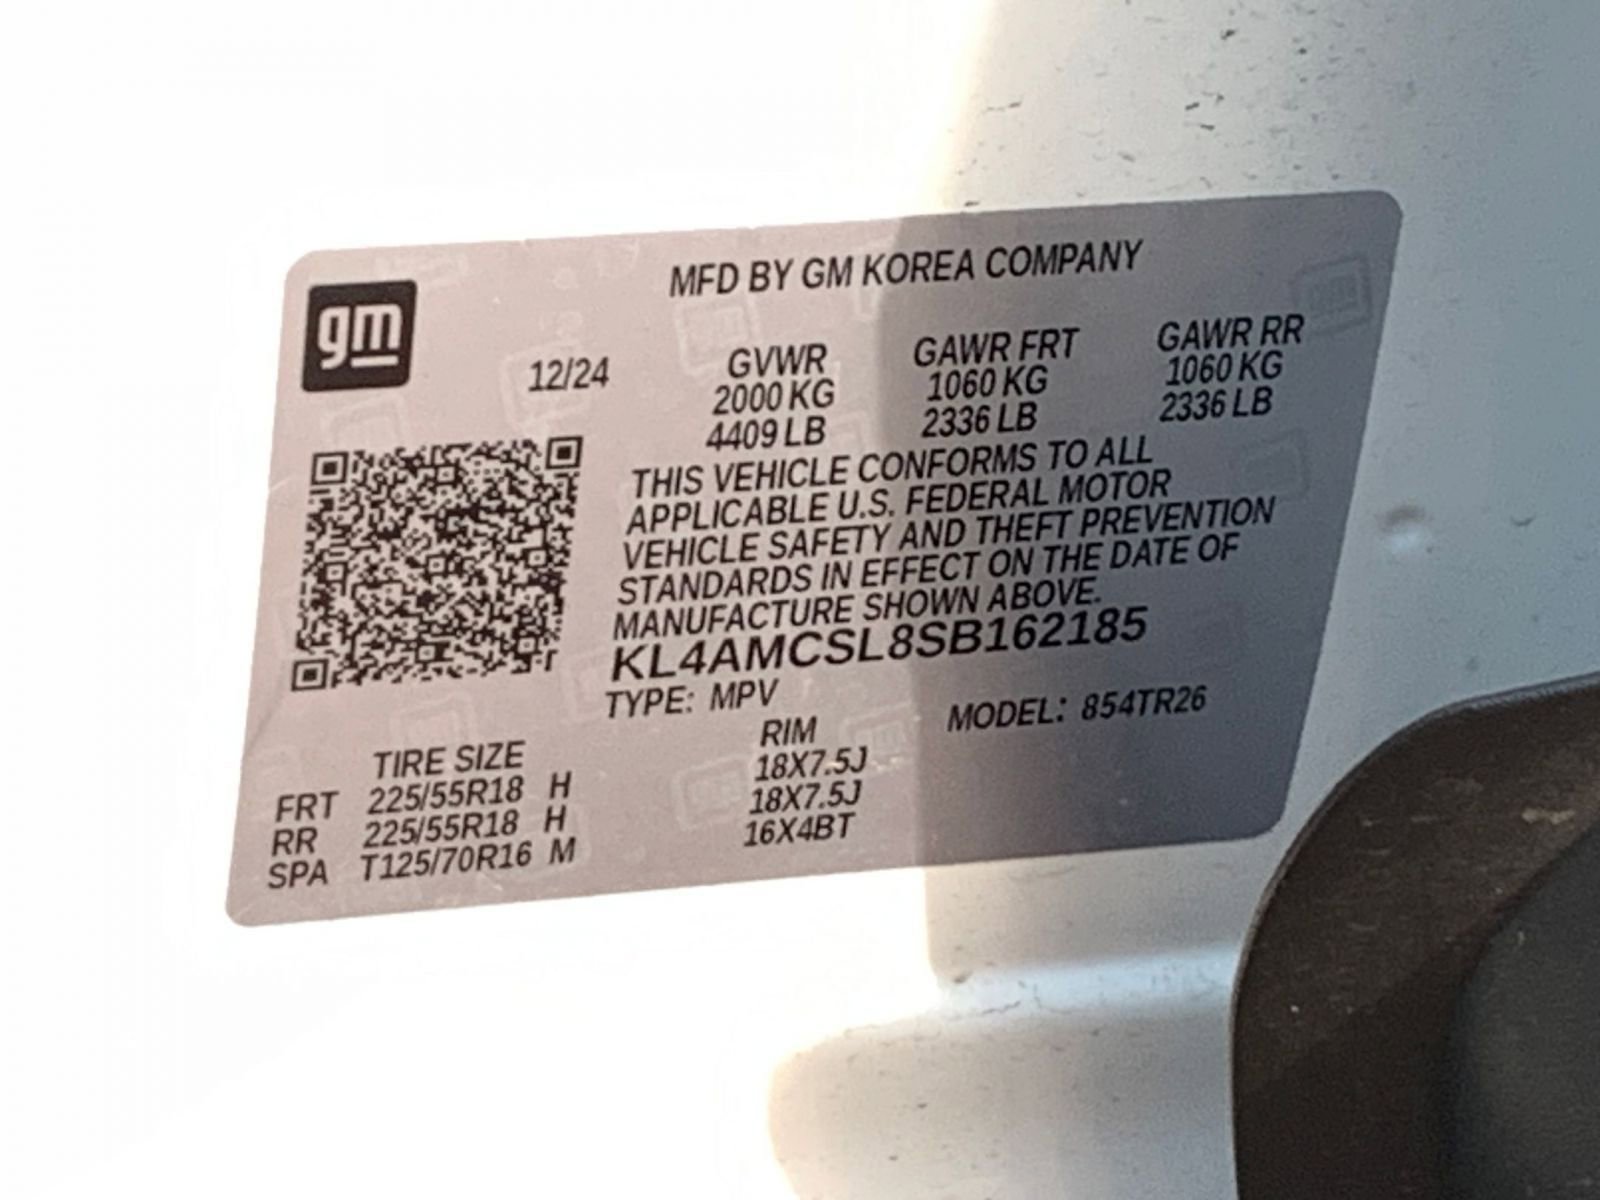 gm
MFD BY GM KOREA COMPANY
12/24 GVWR GAWR FRT GAWR RR
2000 KG 1060 KG 1060 KG
4409 LB 2336 LB 2336 LB
THIS VEHICLE CONFORMS TO ALL
APPLICABLE U.S. FEDERAL MOTOR
VEHICLE SAFETY AND THEFT PREVENTION
STANDARDS IN EFFECT ON THE DATE OF
MANUFACTURE SHOWN ABOVE.
KL4AMCSL8SB162185
TYPE: MPV MODEL: 854TR26
TIRE SIZE RIM
FRT 225/55R18 H 18X7.5J
RR 225/55R18 H 18X7.5J
SPA T125/70R16 M 16X4BT